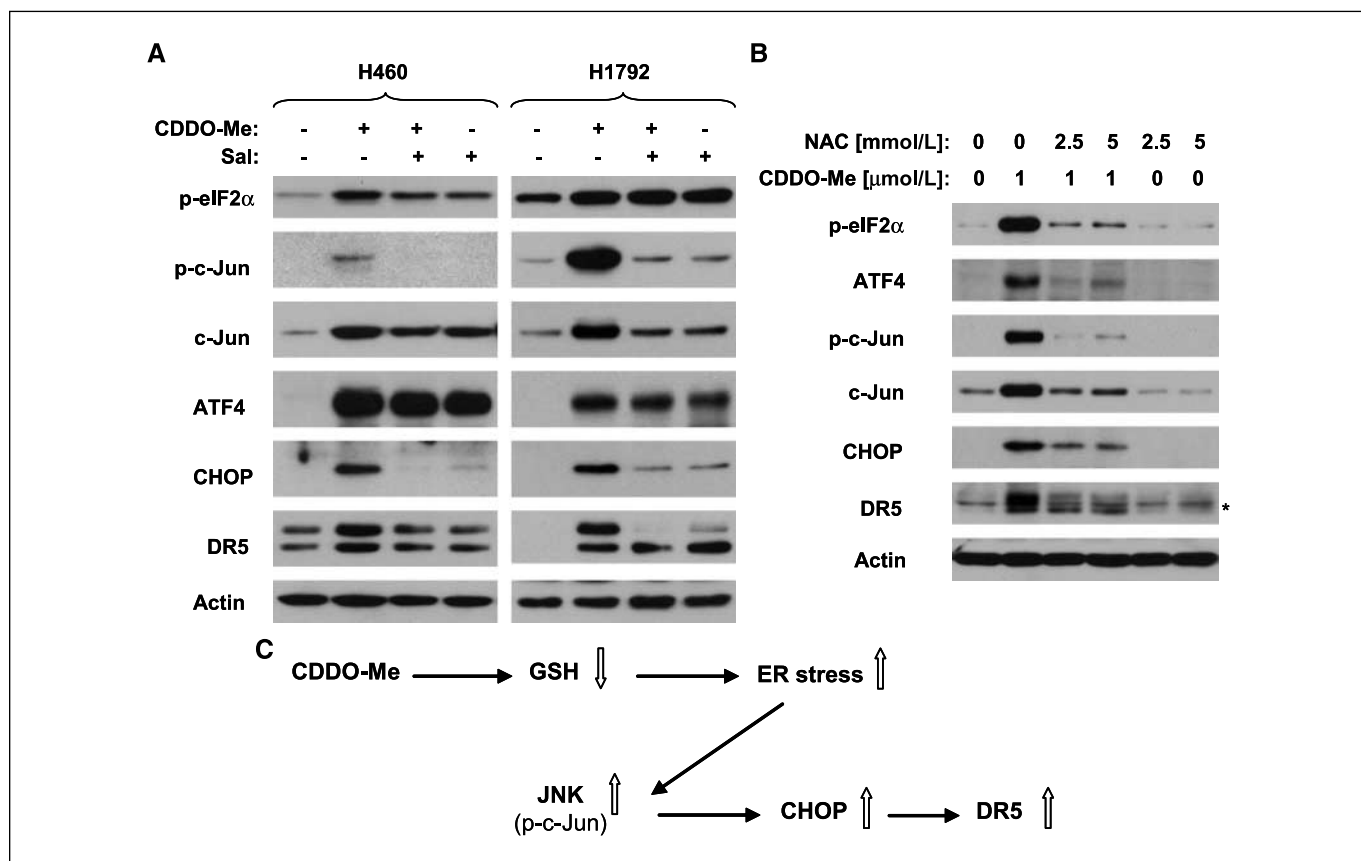 A
H460
H1792
CDDO-Me: - + + - - + + -
Sal: - - + + - - + +
p-eIF2α
p-c-Jun
c-Jun
ATF4
CHOP
DR5
Actin
B
NAC [mmol/L]: 0 0 2.5 5 2.5 5
CDDO-Me [μmol/L]: 0 1 1 1 0 0
p-eIF2α
ATF4
p-c-Jun
c-Jun
CHOP
DR5 *
Actin
C
CDDO-Me GSH ER stress
JNK
(p-c-Jun)
CHOP DR5